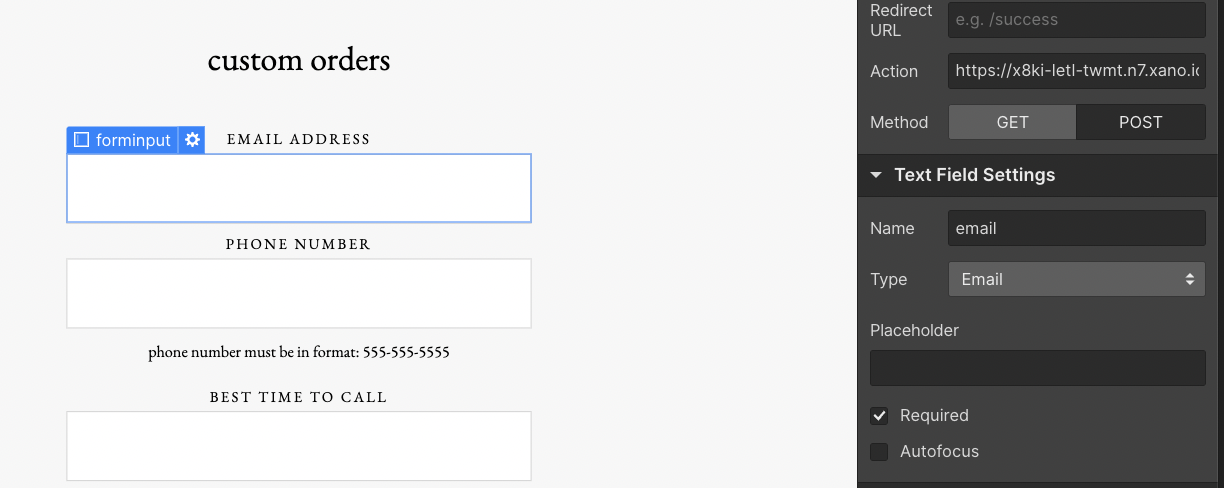 custom orders
forminput
EMAIL ADDRESS
PHONE NUMBER
phone number must be in format: 555-555-5555
BEST TIME TO CALL
Redirect
URL
e.g. /success
Action
https://x8ki-letl-twmt.n7.xano.ic
Method
GET
POST
Text Field Settings
Name
email
Type
Email
Placeholder
Required
Autofocus